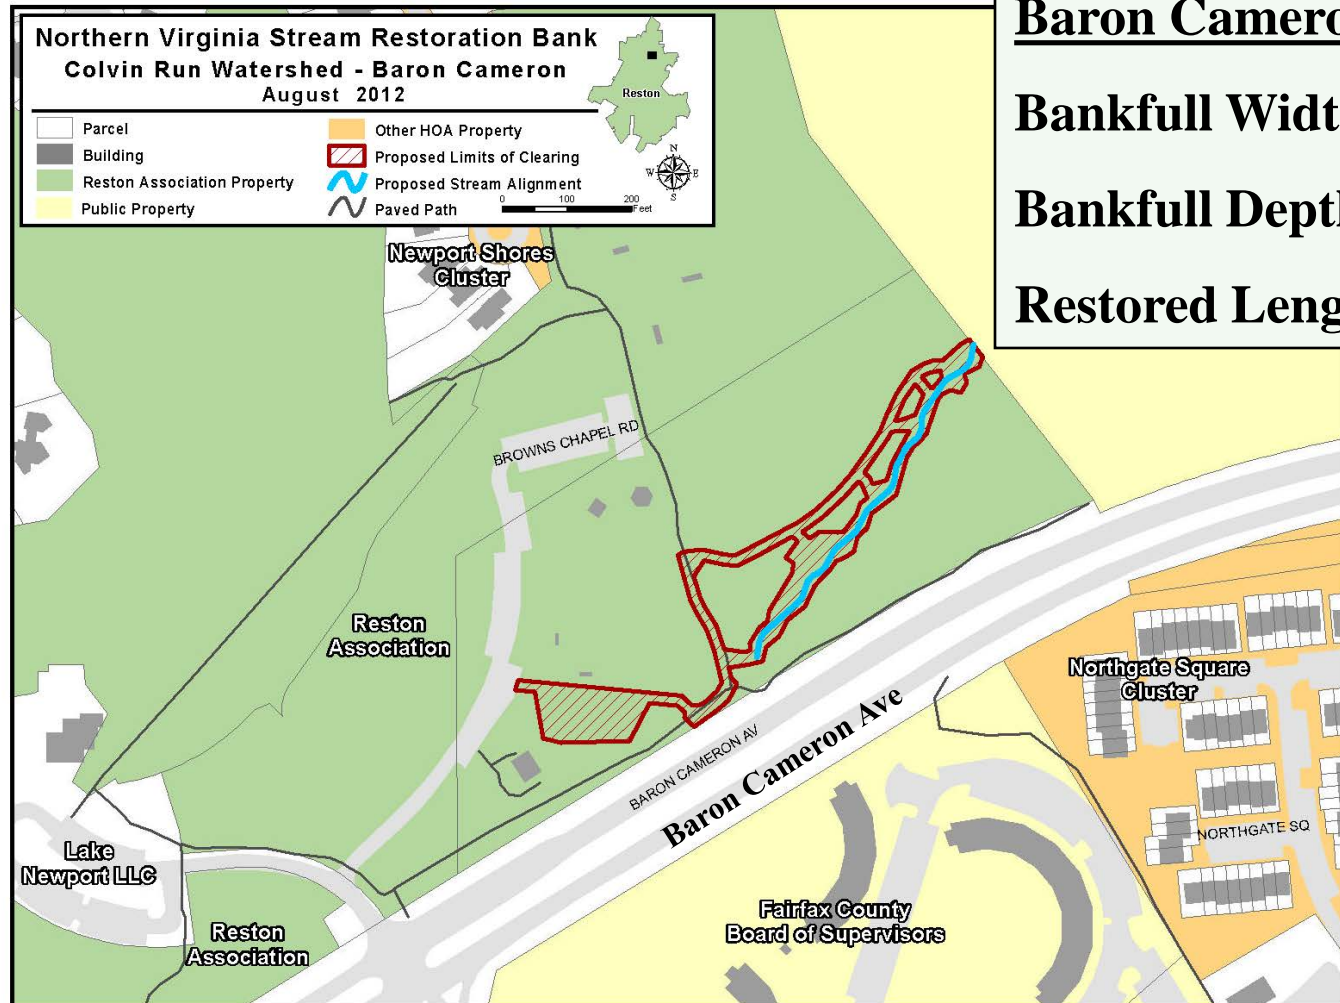 Northern Virginia Stream Restoration Bank
Colvin Run Watershed - Baron Cameron
August 2012
Reston
Parcel
Building
Reston Association Property
Public Property
Other HOA Property
Proposed Limits of Clearing
Proposed Stream Alignment
Paved Path
N
W E
S
0 100 200
Feet
Baron Camero
Bankfull Widt
Bankfull Dept
Restored Leng
Newport Shores
Cluster
BROWNS CHAPEL RD
Reston
Association
Northgate Square
Cluster
BARON CAMERON AV
Baron Cameron Ave
NORTHGATE SQ
Lake
Newport LLC
Fairfax County
Board of Supervisors
Reston
Association